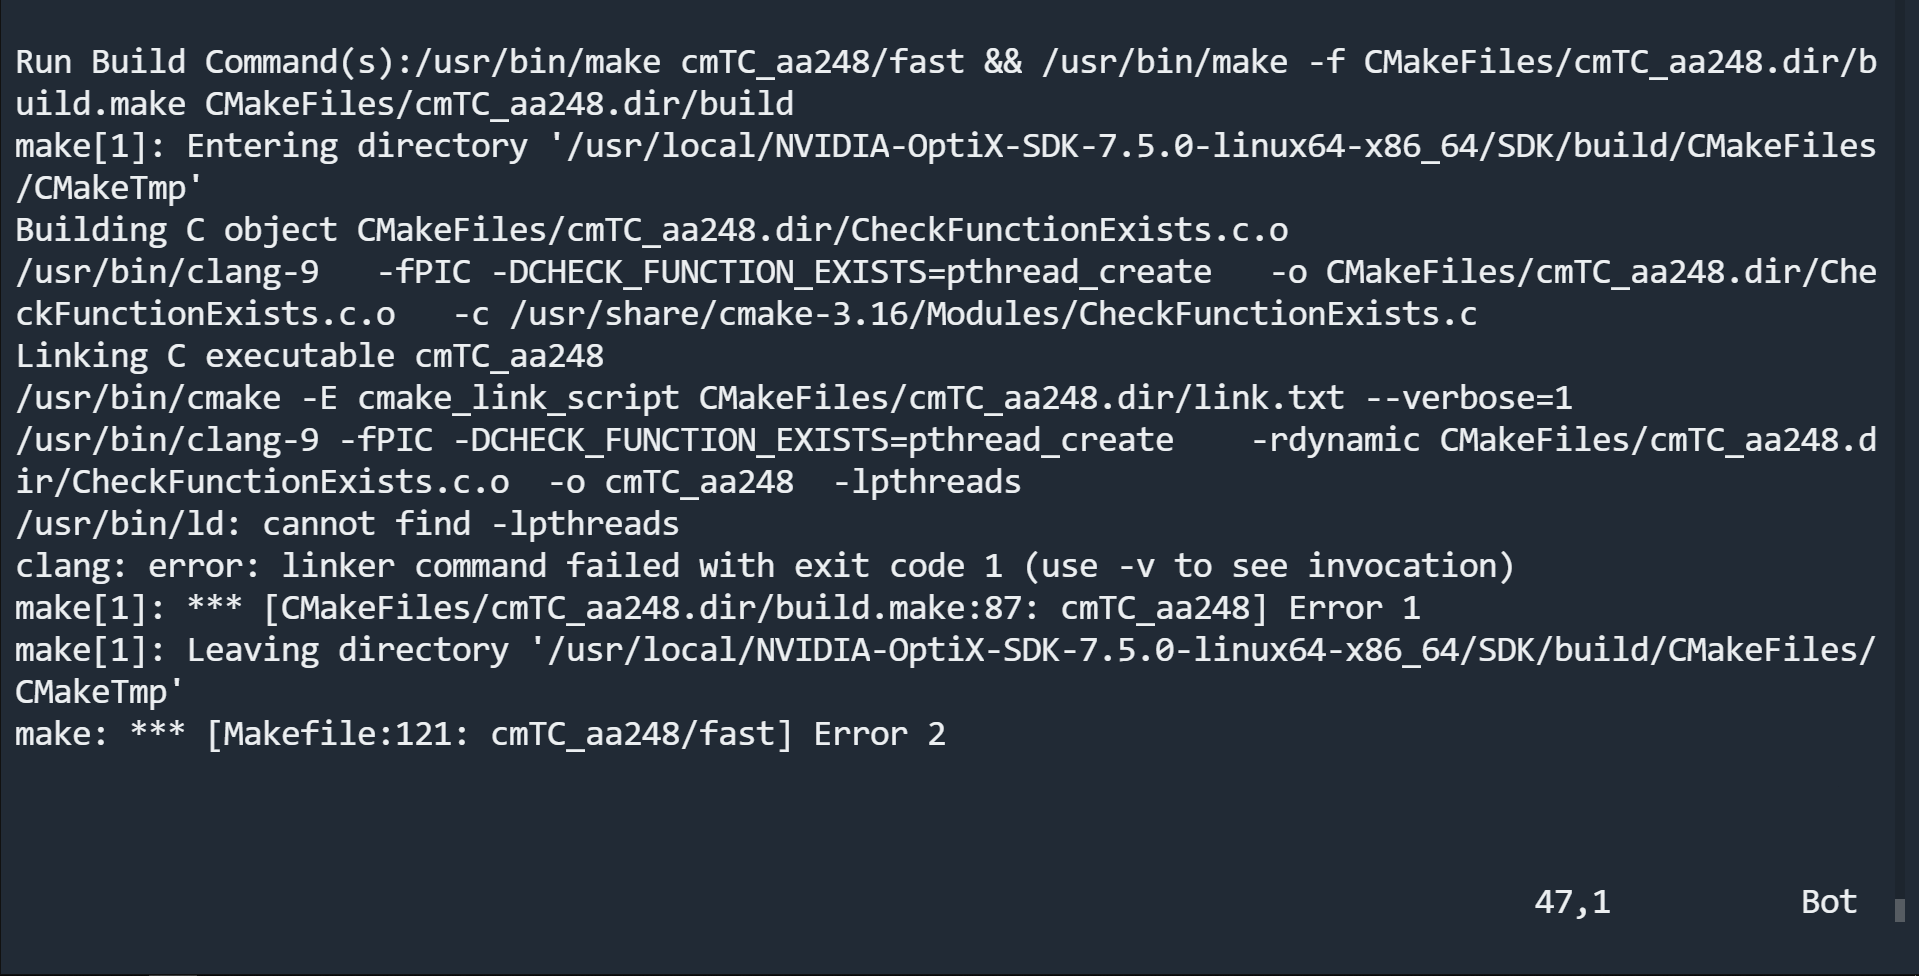 Run Build Command(s):/usr/bin/make cmTC_aa248/fast && /usr/bin/make -f CMakeFiles/cmTC_aa248.dir/b
uild.make CMakeFiles/cmTC_aa248.dir/build
make[1]: Entering directory '/usr/local/NVIDIA-OptiX-SDK-7.5.0-linux64-x86_64/SDK/build/CMakeFiles
/CMakeTmp'
Building C object CMakeFiles/cmTC_aa248.dir/CheckFunctionExists.c.o
/usr/bin/clang-9   -fPIC -DCHECK_FUNCTION_EXISTS=pthread_create   -o CMakeFiles/cmTC_aa248.dir/Che
ckFunctionExists.c.o   -c /usr/share/cmake-3.16/Modules/CheckFunctionExists.c
Linking C executable cmTC_aa248
/usr/bin/cmake -E cmake_link_script CMakeFiles/cmTC_aa248.dir/link.txt --verbose=1
/usr/bin/clang-9 -fPIC -DCHECK_FUNCTION_EXISTS=pthread_create    -rdynamic CMakeFiles/cmTC_aa248.d
ir/CheckFunctionExists.c.o  -o cmTC_aa248  -lpthreads
/usr/bin/ld: cannot find -lpthreads
clang: error: linker command failed with exit code 1 (use -v to see invocation)
make[1]: *** [CMakeFiles/cmTC_aa248.dir/build.make:87: cmTC_aa248] Error 1
make[1]: Leaving directory '/usr/local/NVIDIA-OptiX-SDK-7.5.0-linux64-x86_64/SDK/build/CMakeFiles/
CMakeTmp'
make: *** [Makefile:121: cmTC_aa248/fast] Error 2
47,1          Bot